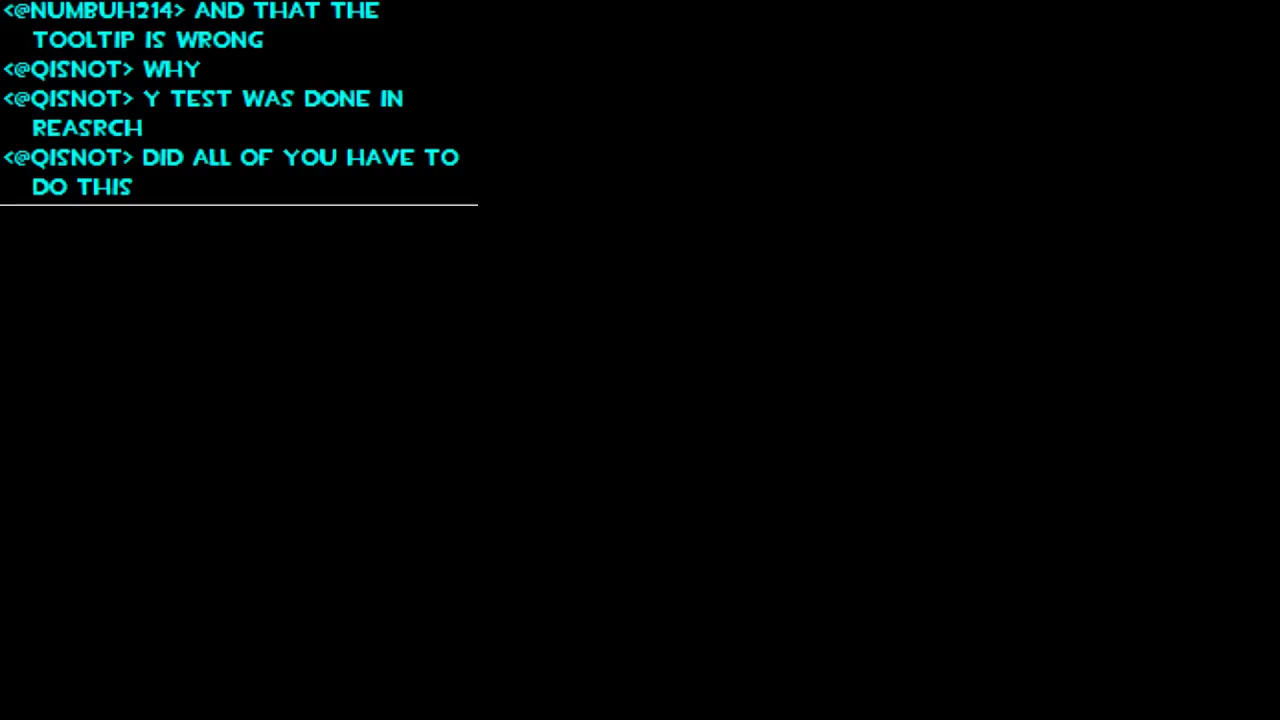 <@NUMBUH214> AND THAT THE
TOOLTIP IS WRONG
<@QISNOT> WHY
<@QISNOT> Y TEST WAS DONE IN
REASRCH
<@QISNOT> DID ALL OF YOU HAVE TO
DO THIS